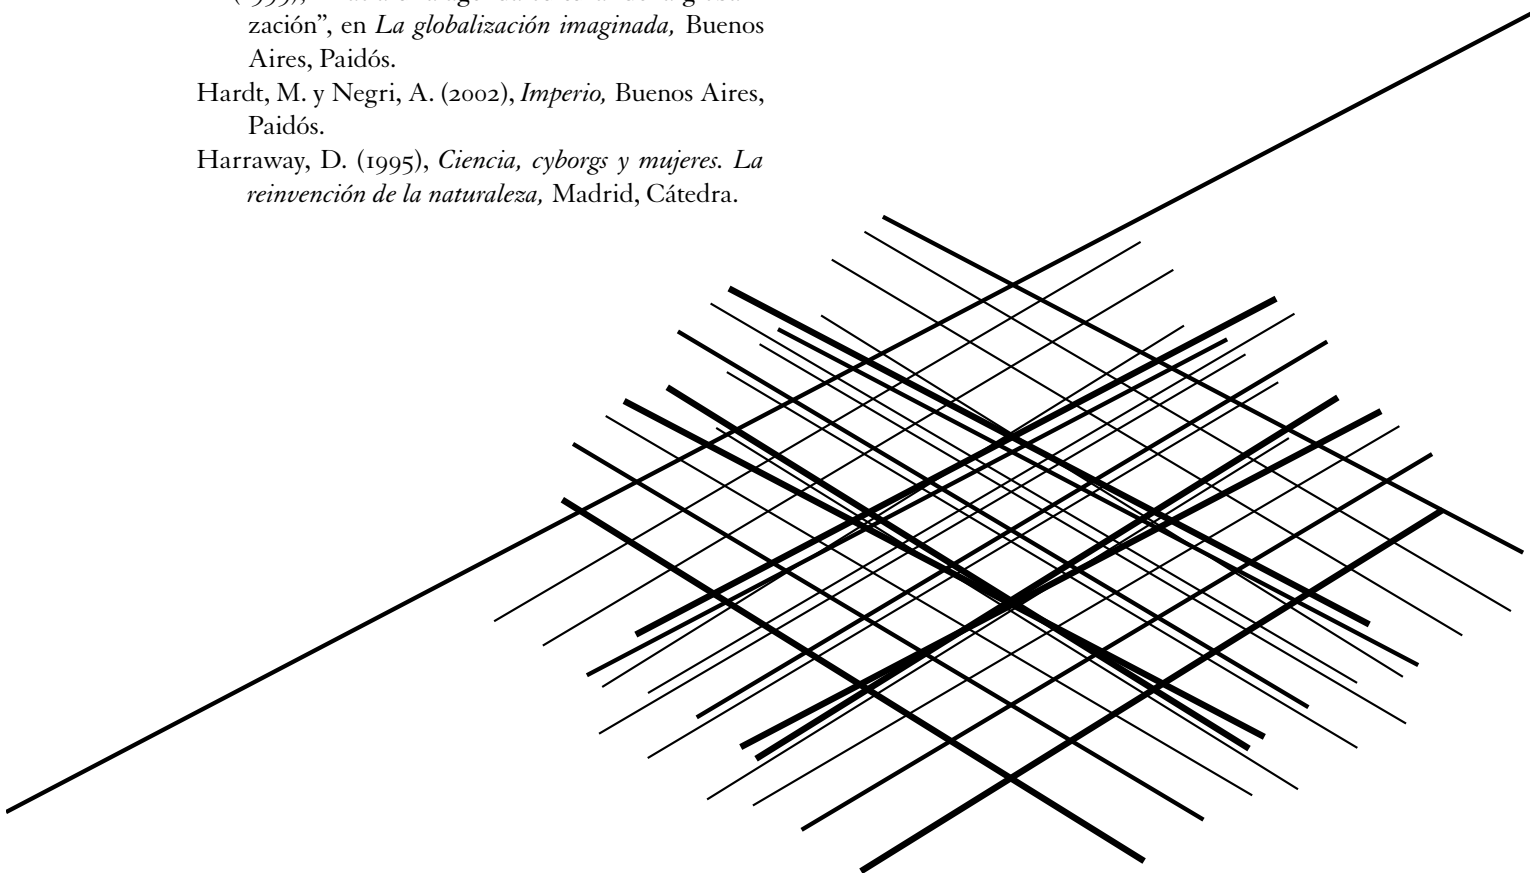 zación”, en La globalización imaginada, Buenos
Aires, Paidós.
Hardt, M. y Negri, A. (2002), Imperio, Buenos Aires,
Paidós.
Harraway, D. (1995), Ciencia, cyborgs y mujeres. La
reinvención de la naturaleza, Madrid, Cátedra.